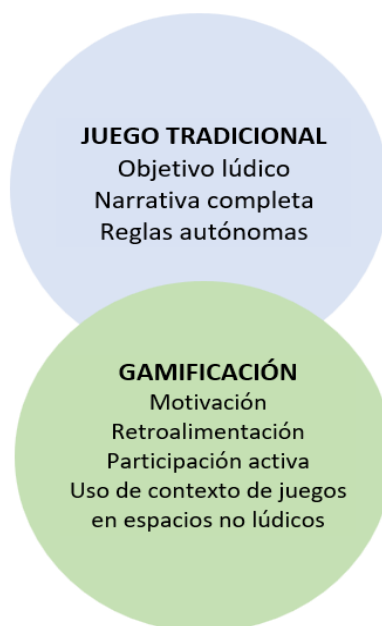 JUEGO TRADICIONAL
Objetivo lúdico
Narrativa completa
Reglas autónomas
GAMIFICACIÓN
Motivación
Retroalimentación
Participación activa
Uso de contexto de juegos
en espacios no lúdicos